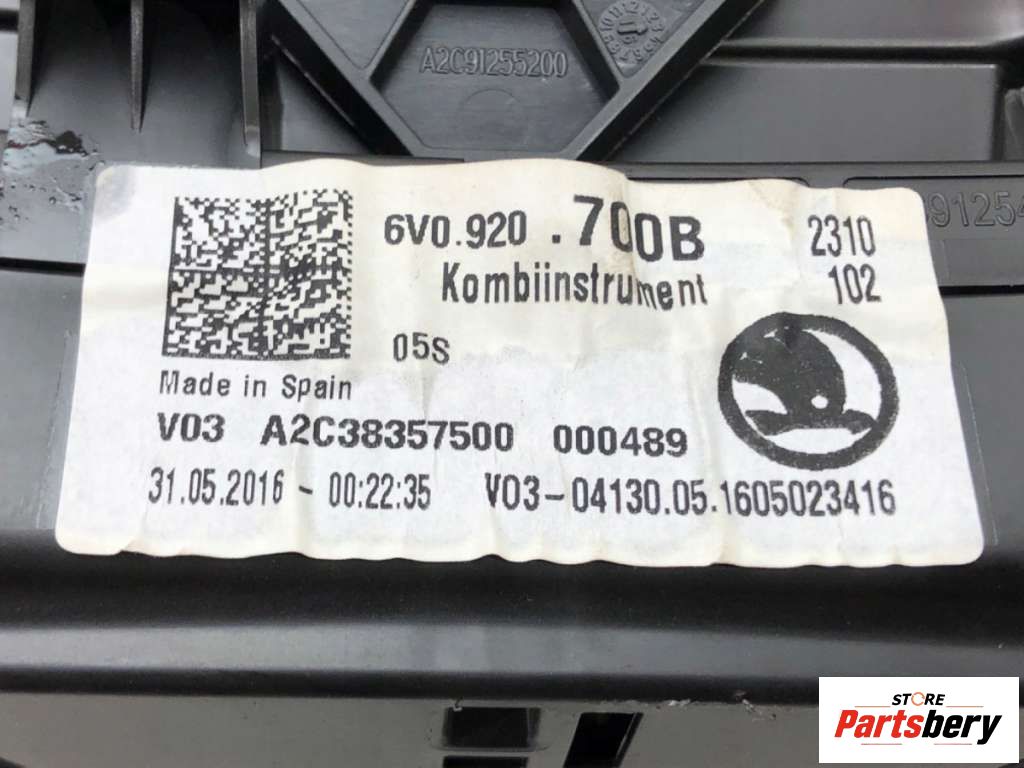 A2C91255200
6V0.920 .700B 2310
Kombiinstrument 102
05S
Made in Spain
V03 A2C38357500 000489
31.05.2016 - 00:22:35 V03-04130.05.1605023416
STORE
Partsbery